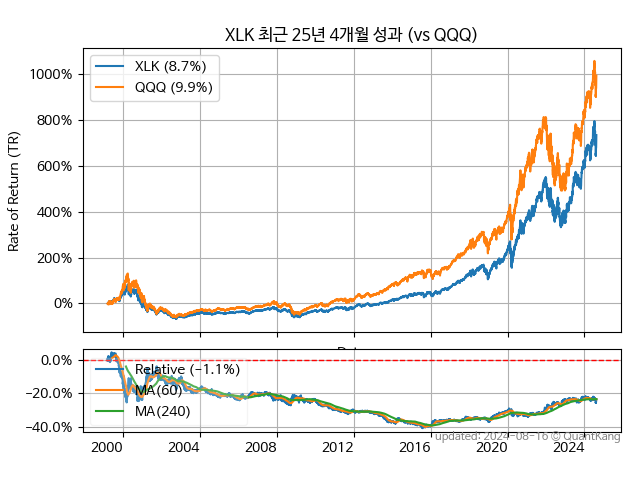 XLK 최근 25년 4개월 성과 (vs QQQ)
XLK (8.7%)
QQQ (9.9%)
Rate of Return (TR)
1000%
800%
600%
400%
200%
0%
Relative (−1.1%)
MA(60)
MA(240)
0.0%
−20.0%
−40.0%
2000 2004 2008 2012 2016 2020 2024
updated: 2024-08-16 © QuantKang